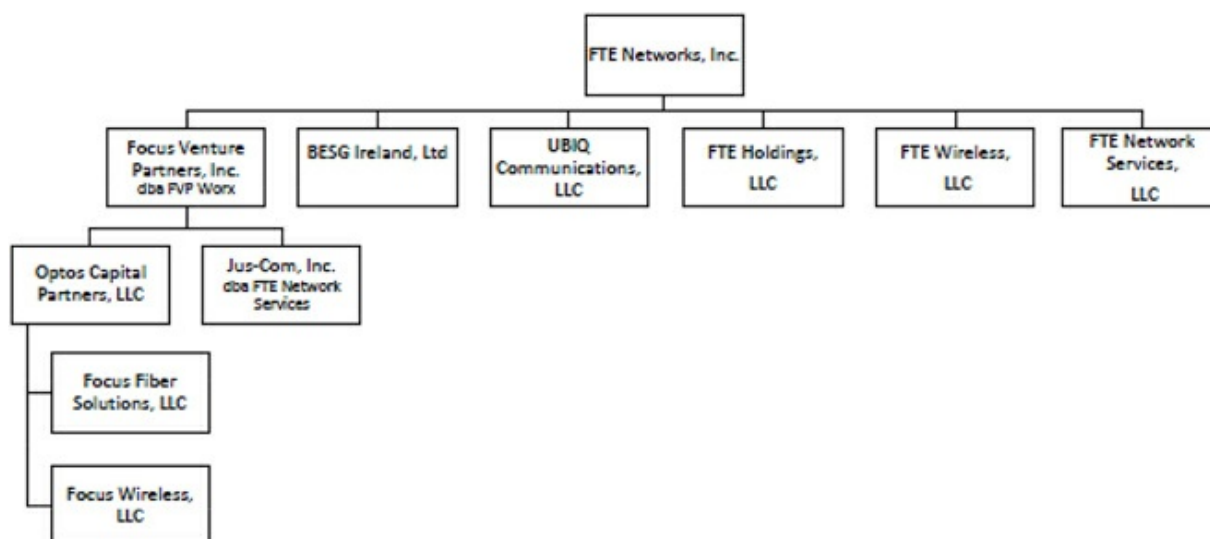 FTE Networks, Inc.
Focus Venture
Partners, Inc.
dba FVP Worx
BESG Ireland, Ltd
UBIQ
Communications,
LLC
FTE Holdings,
LLC
FTE Wireless,
LLC
FTE Network
Services,
LLC
Optos Capital
Partners, LLC
Jus-Com, Inc.
dba FTE Network
Services
Focus Fiber
Solutions, LLC
Focus Wireless,
LLC